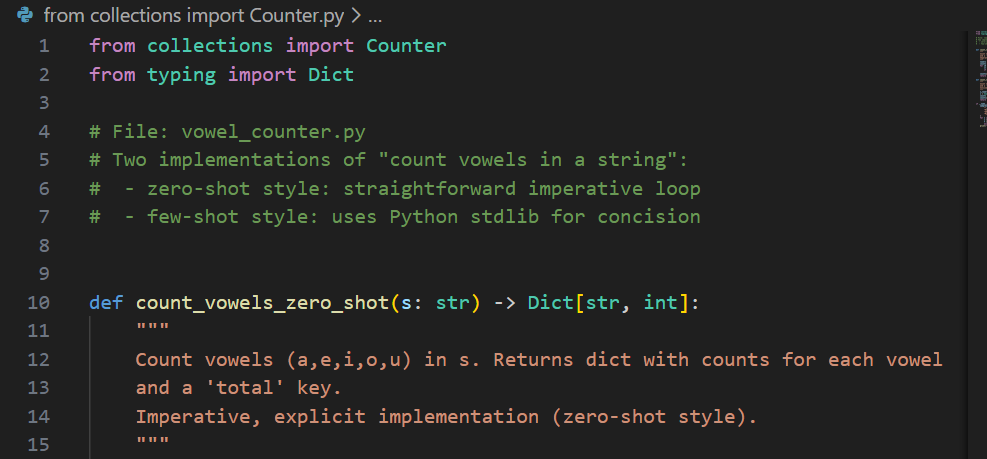 from collections import Counter.py > ...
1 from collections import Counter
2 from typing import Dict
3
4 # File: vowel_counter.py
5 # Two implementations of "count vowels in a string":
6 #  - zero-shot style: straightforward imperative loop
7 #  - few-shot style: uses Python stdlib for concision
8
9
10 def count_vowels_zero_shot(s: str) -> Dict[str, int]:
11     """
12     Count vowels (a,e,i,o,u) in s. Returns dict with counts for each vowel
13     and a 'total' key.
14     Imperative, explicit implementation (zero-shot style).
15     """